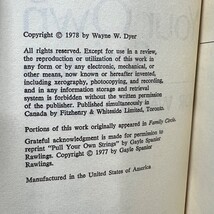 Copyright © 1978 by Wayne W. Dyer
All rights reserved. Except for use in a review,
the reproduction or utilization of this work in
any form or by any electronic, mechanical, or
other means, now known or hereafter invented,
including xerography, photocopying, and record-
ing, and in any information storage and retrieval
system is forbidden without the written permission
of the publisher. Published simultaneously in
Canada by Fitzhenry & Whiteside Limited, Toronto.
Portions of this work originally appeared in Family Circle.
Grateful acknowledgment is made for permission to
reprint "Pull Your Own Strings" by Gayle Spanier
Rawlings. Copyright © 1977 by Gayle Spanier
Rawlings.
Manufactured in the United States of America